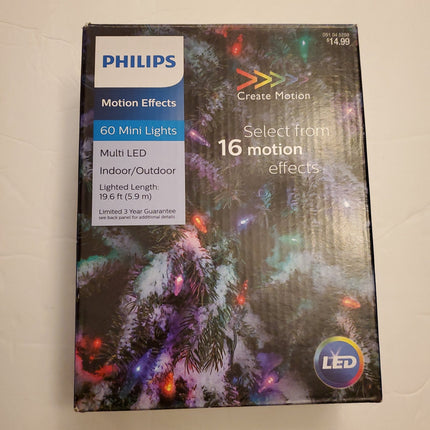 PHILIPS
Motion Effects
60 Mini Lights
Multi LED
Indoor/Outdoor
Lighted Length:
19.6 ft (5.9 m)
Limited 3 Year Guarantee
see back panel for additional details
$14.99
Create Motion
Select from
16 motion
effects
LED